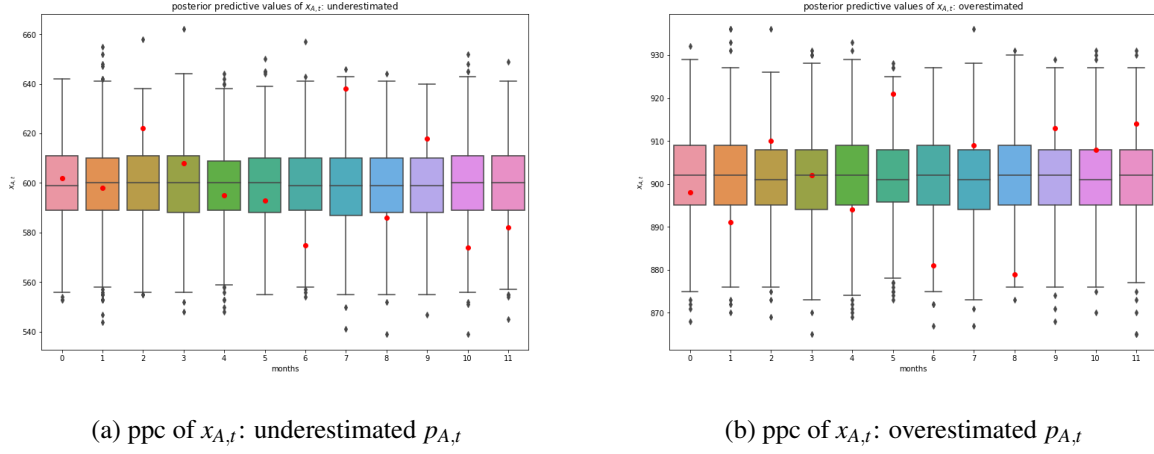 posterior predictive values of x_{A,t}: underestimated
x_{A,t}
660
640
620
600
580
560
540
0 1 2 3 4 5 6 7 8 9 10 11
months
(a) ppc of x_{A,t}: underestimated p_{A,t}
posterior predictive values of x_{A,t}: overestimated
x_{A,t}
930
920
910
900
890
880
870
0 1 2 3 4 5 6 7 8 9 10 11
months
(b) ppc of x_{A,t}: overestimated p_{A,t}